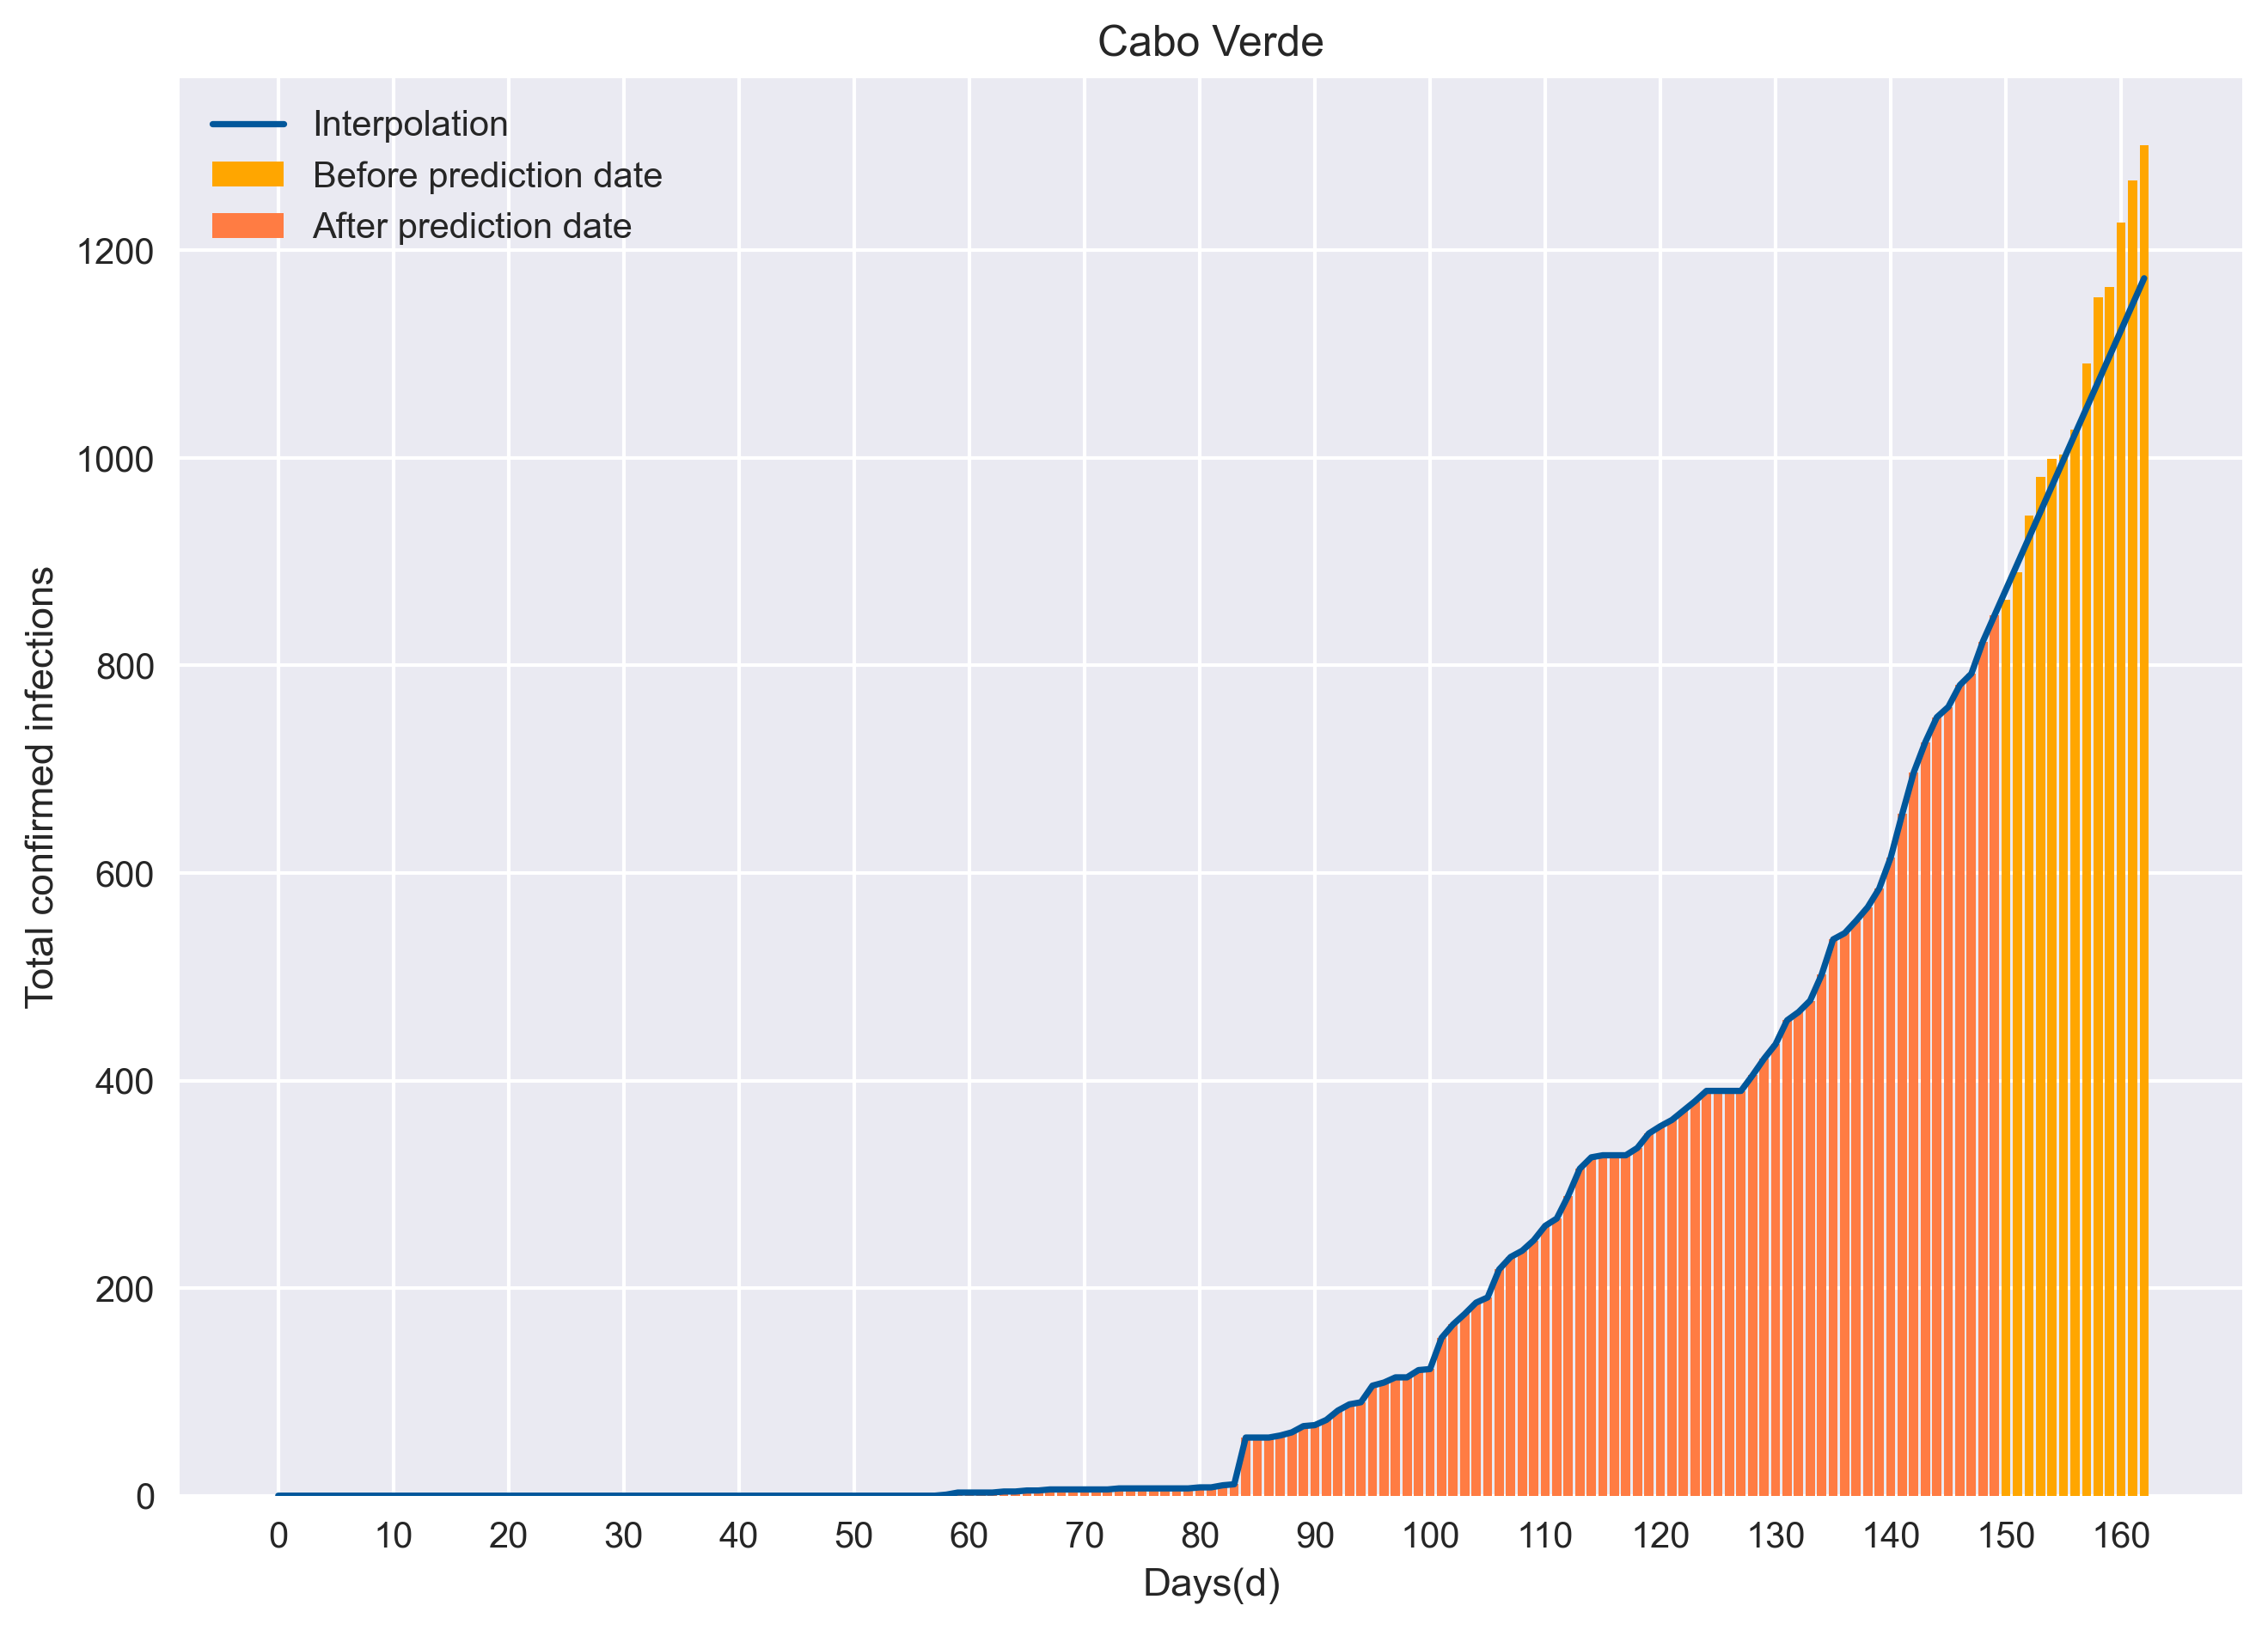 Cabo Verde
Interpolation
Before prediction date
After prediction date
Total confirmed infections
1200
1000
800
600
400
200
0
0 10 20 30 40 50 60 70 80 90 100 110 120 130 140 150 160
Days(d)